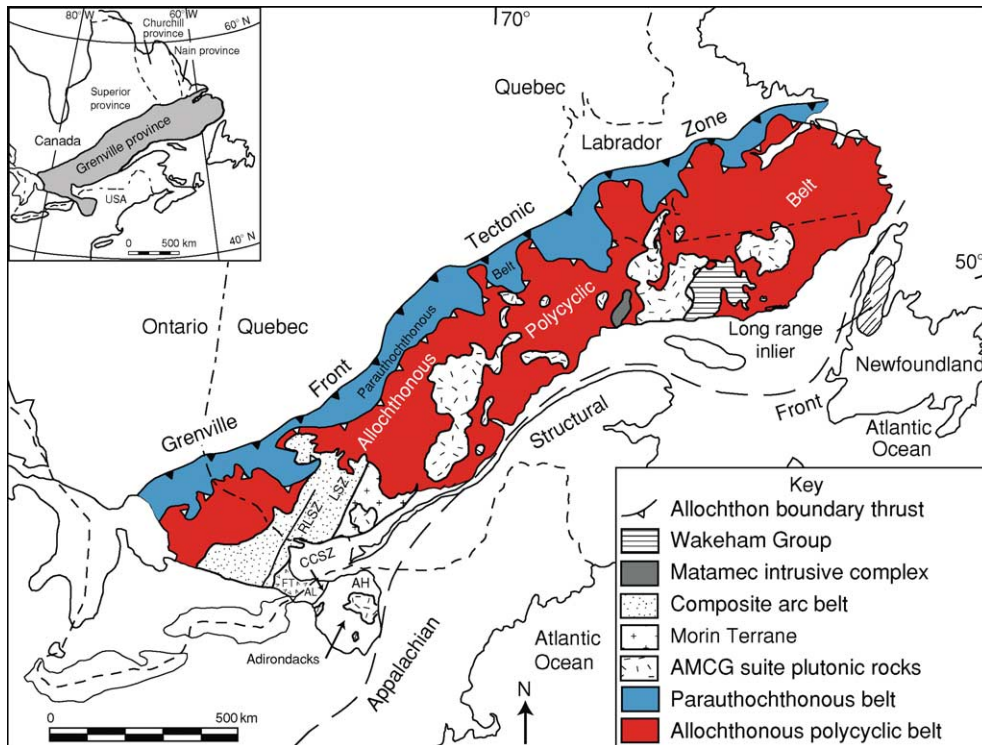 80° W
60° W
60° N
Churchill
province
Nain province
Superior
province
Canada
Grenville province
USA
0 500 km
40° N
70°
Quebec
Labrador
Zone
Tectonic
Front
Grenville
Belt
Polycyclic
Allochthonous
Belt
Parauthochthonous
50°
Ontario
Quebec
Long range
inlier
Newfoundland
Front
Structural
Appalachian
Atlantic
Ocean
RLSZ
LSZ
CCSZ
FT
AL
AH
Adirondacks
Atlantic
Ocean
N
0 500 km
Key
Allochthon boundary thrust
Wakeham Group
Matamec intrusive complex
Composite arc belt
Morin Terrane
AMCG suite plutonic rocks
Parauthochthonous belt
Allochthonous polycyclic belt